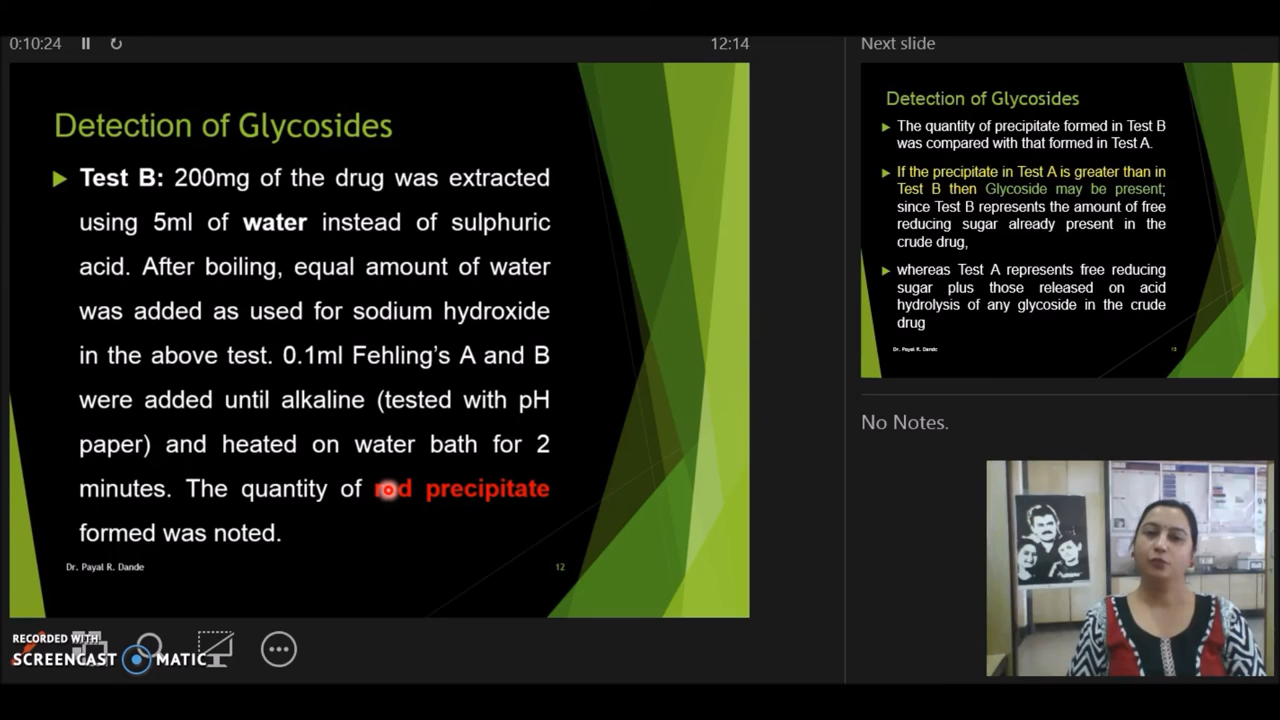 0:10:24
12:14
Detection of Glycosides
Test B: 200mg of the drug was extracted
using 5ml of water instead of sulphuric
acid. After boiling, equal amount of water
was added as used for sodium hydroxide
in the above test. 0.1ml Fehling's A and B
were added until alkaline (tested with pH
paper) and heated on water bath for 2
minutes. The quantity of red precipitate
formed was noted.
Dr. Payal R. Dande
12
Next slide
Detection of Glycosides
The quantity of precipitate formed in Test B
was compared with that formed in Test A.
If the precipitate in Test A is greater than in
Test B then Glycoside may be present;
since Test B represents the amount of free
reducing sugar already present in the
crude drug,
whereas Test A represents free reducing
sugar plus those released on acid
hydrolysis of any glycoside in the crude
drug
Dr. Payal R. Dande
13
No Notes.
RECORDED WITH
SCREENCAST MATIC